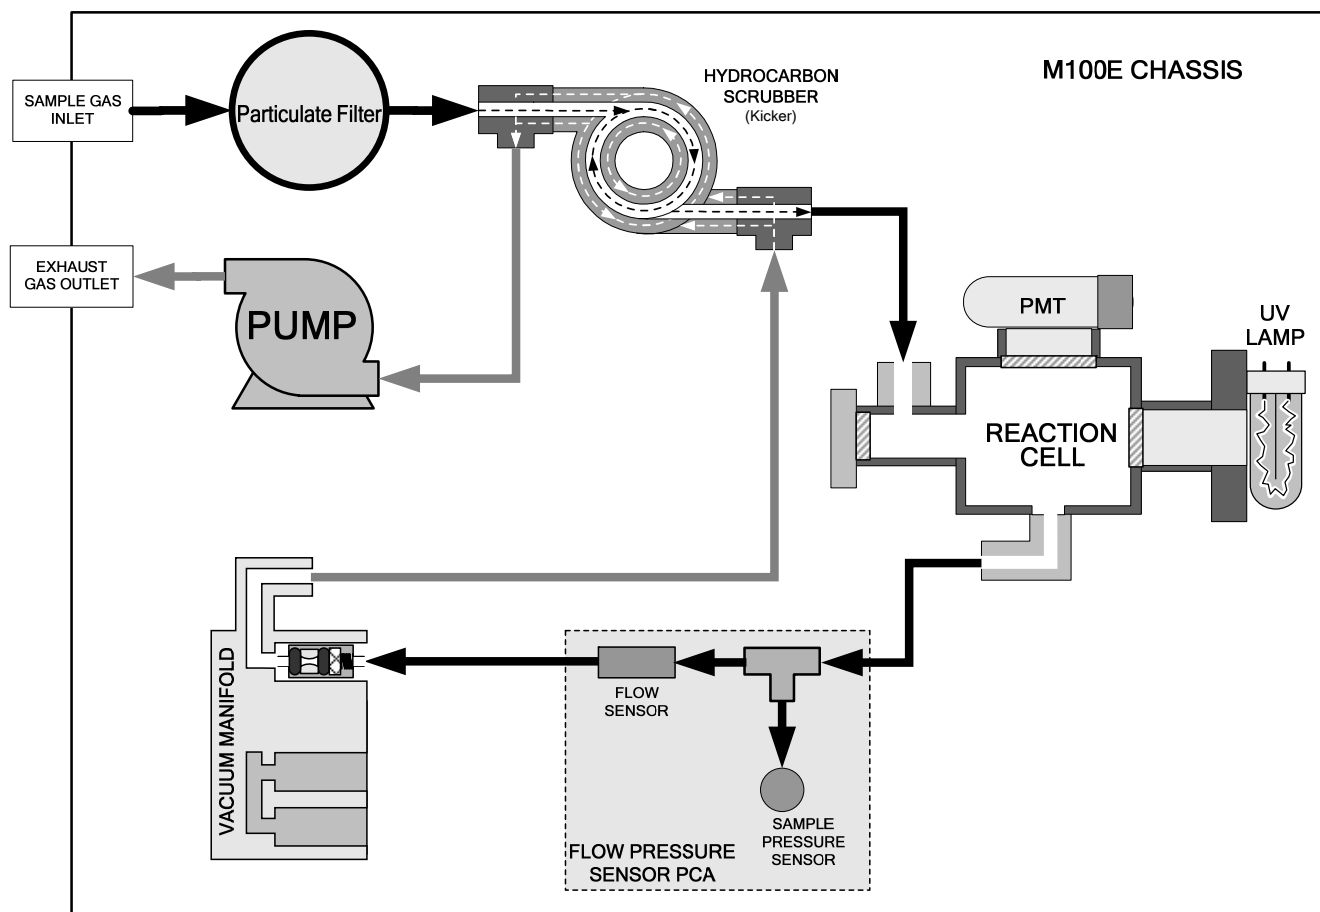 M100E CHASSIS
SAMPLE GAS
INLET
Particulate Filter
HYDROCARBON
SCRUBBER
(Kicker)
EXHAUST
GAS OUTLET
PUMP
PMT
UV
LAMP
REACTION
CELL
VACUUM MANIFOLD
FLOW
SENSOR
SAMPLE
PRESSURE
SENSOR
FLOW PRESSURE
SENSOR PCA